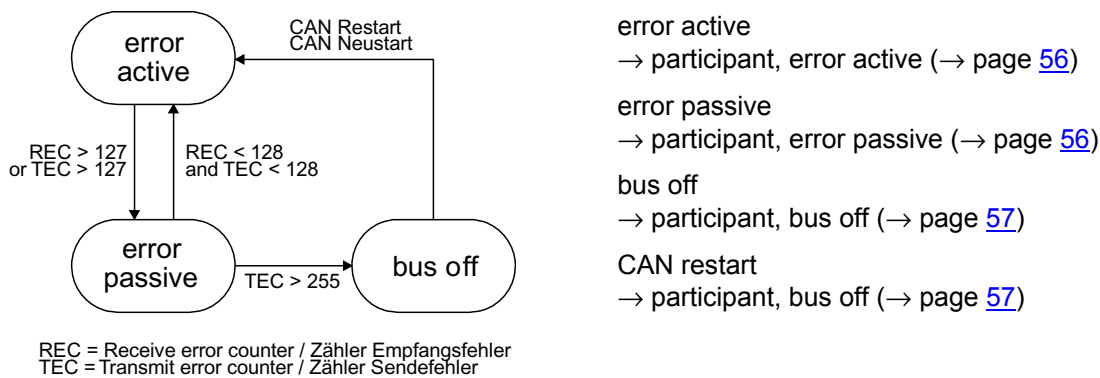 error
active
CAN Restart
CAN Neustart
REC > 127
or TEC > 127
REC < 128
and TEC < 128
error
passive
TEC > 255
bus off
REC = Receive error counter / Zähler Empfangsfehler
TEC = Transmit error counter / Zähler Sendefehler
error active
→ participant, error active (→ page 56)
error passive
→ participant, error passive (→ page 56)
bus off
→ participant, bus off (→ page 57)
CAN restart
→ participant, bus off (→ page 57)